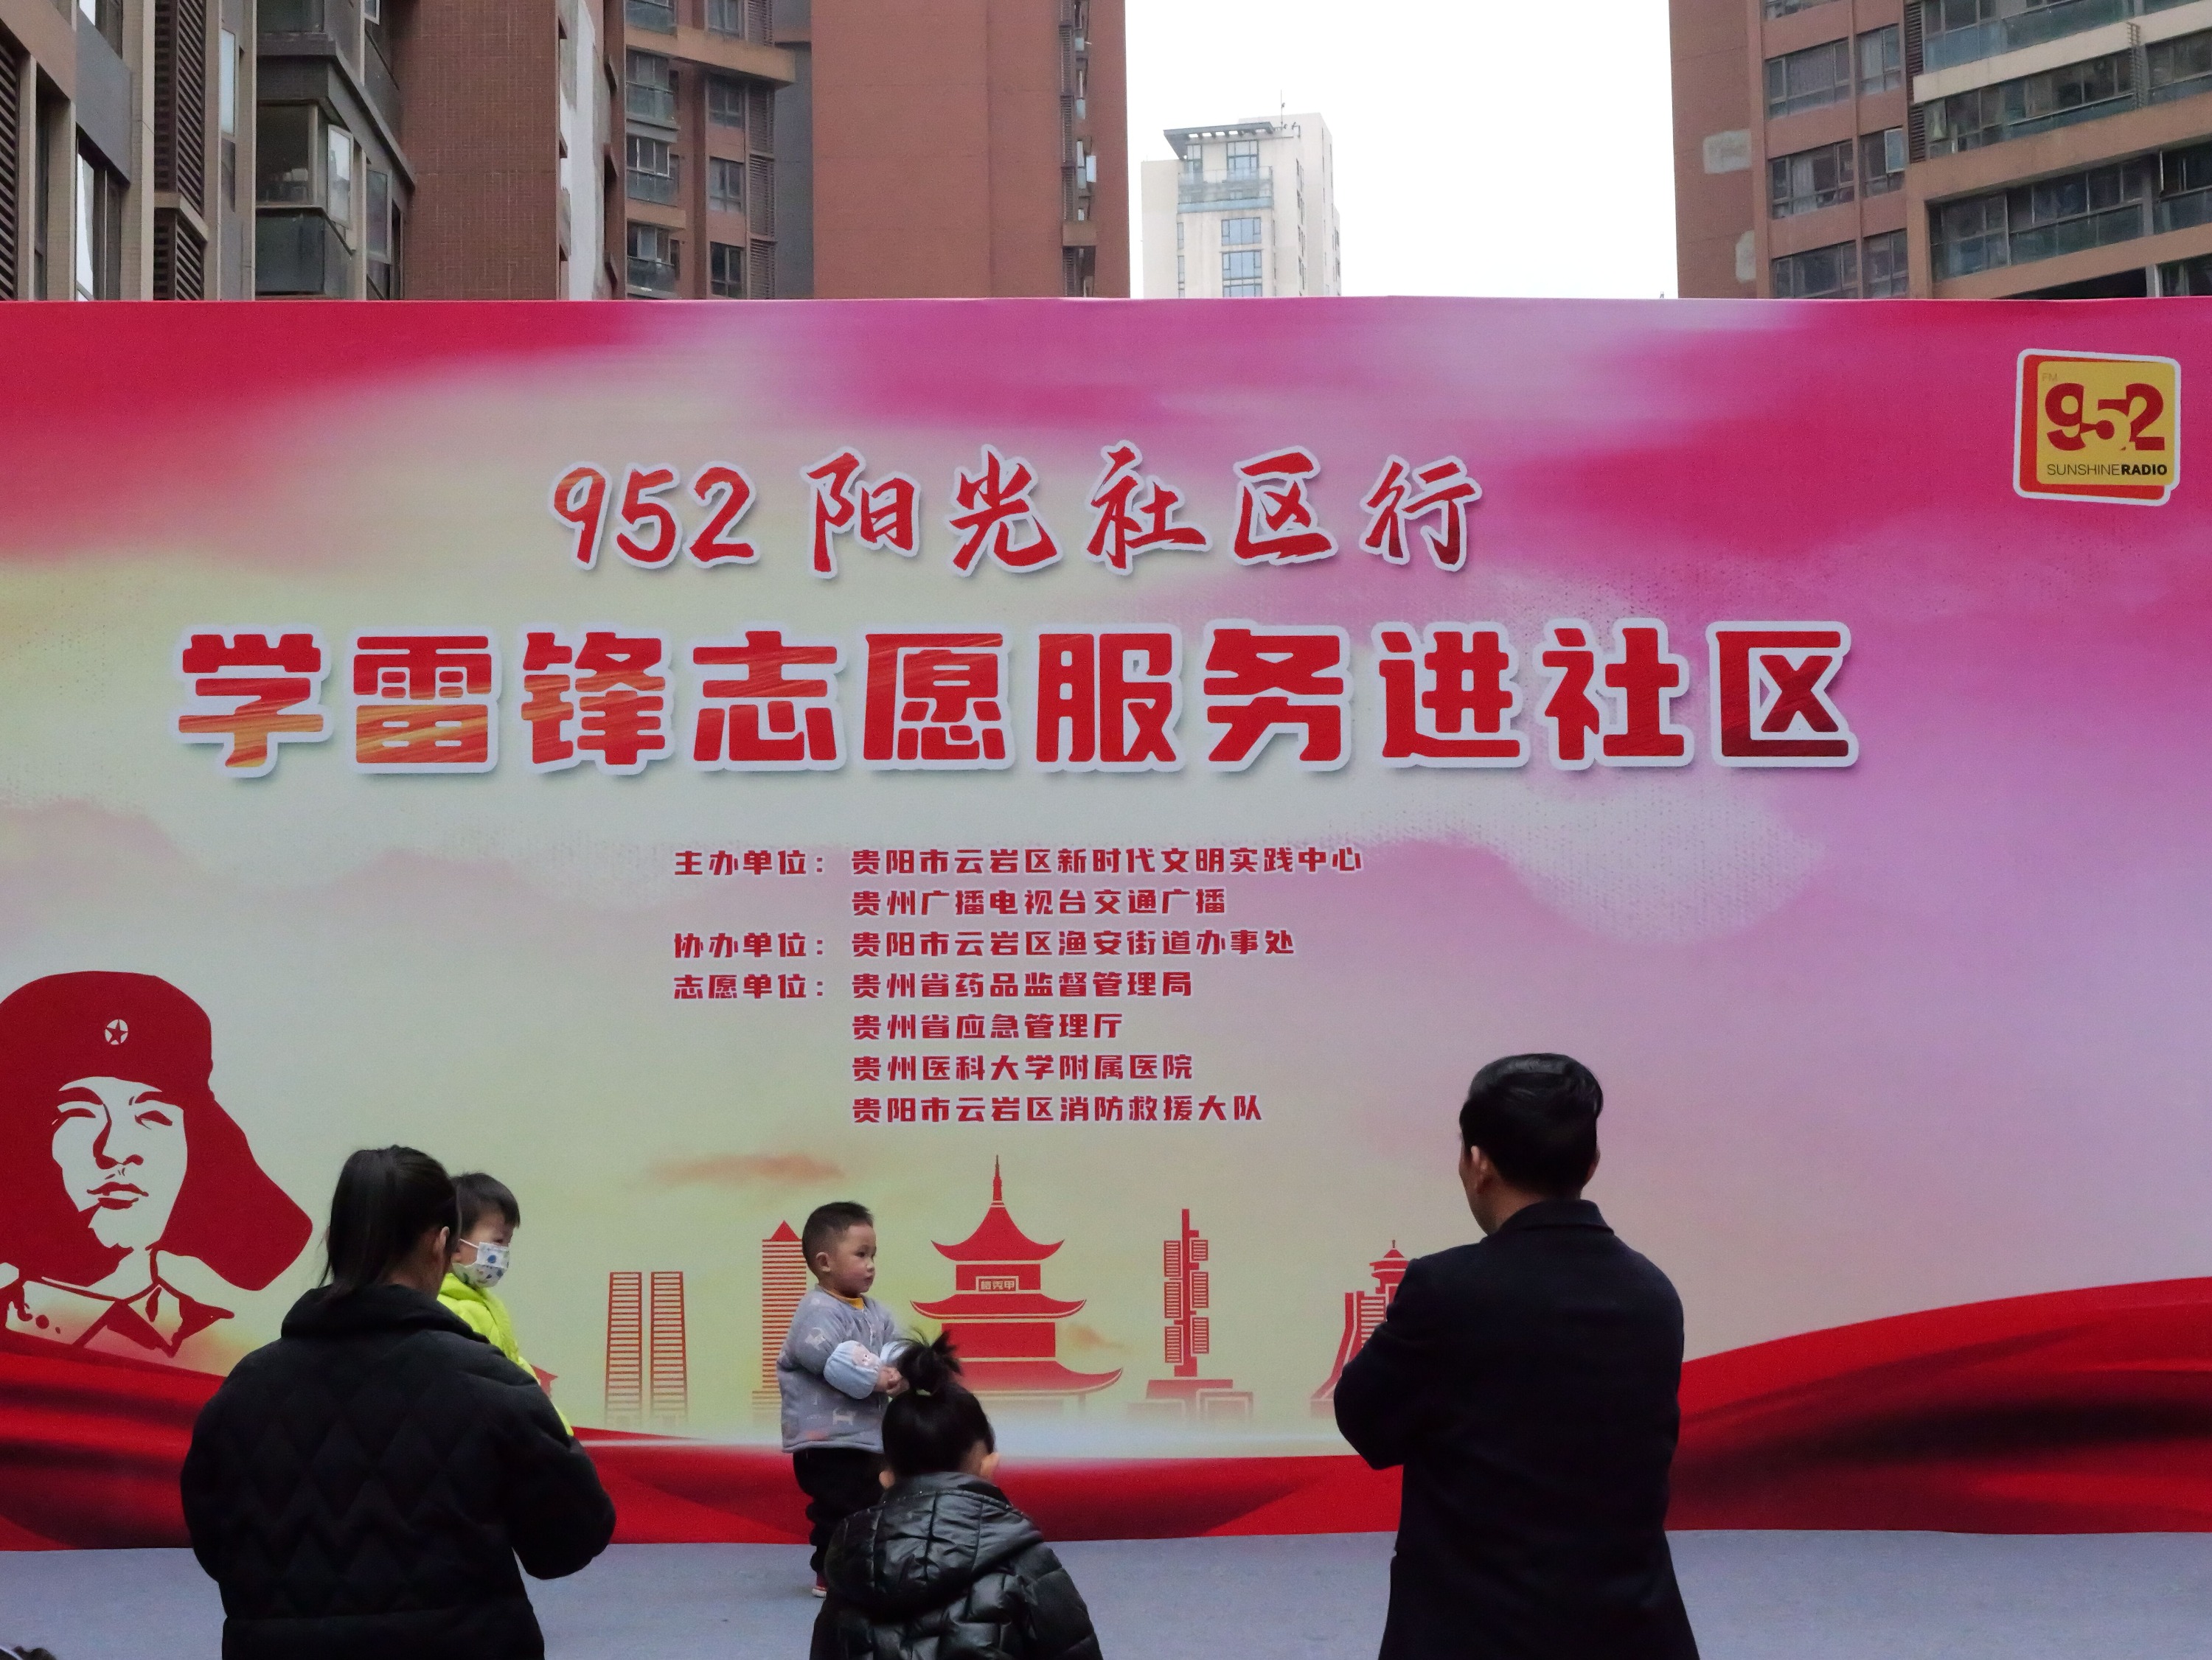 FM
952
SUNSHINERADIO
952 阳光社区行
学雷锋志愿服务进社区
主办单位：贵阳市云岩区新时代文明实践中心
贵州广播电视台交通广播
协办单位：贵阳市云岩区渔安街道办事处
志愿单位：贵州省药品监督管理局
贵州省应急管理厅
贵州医科大学附属医院
贵阳市云岩区消防救援大队